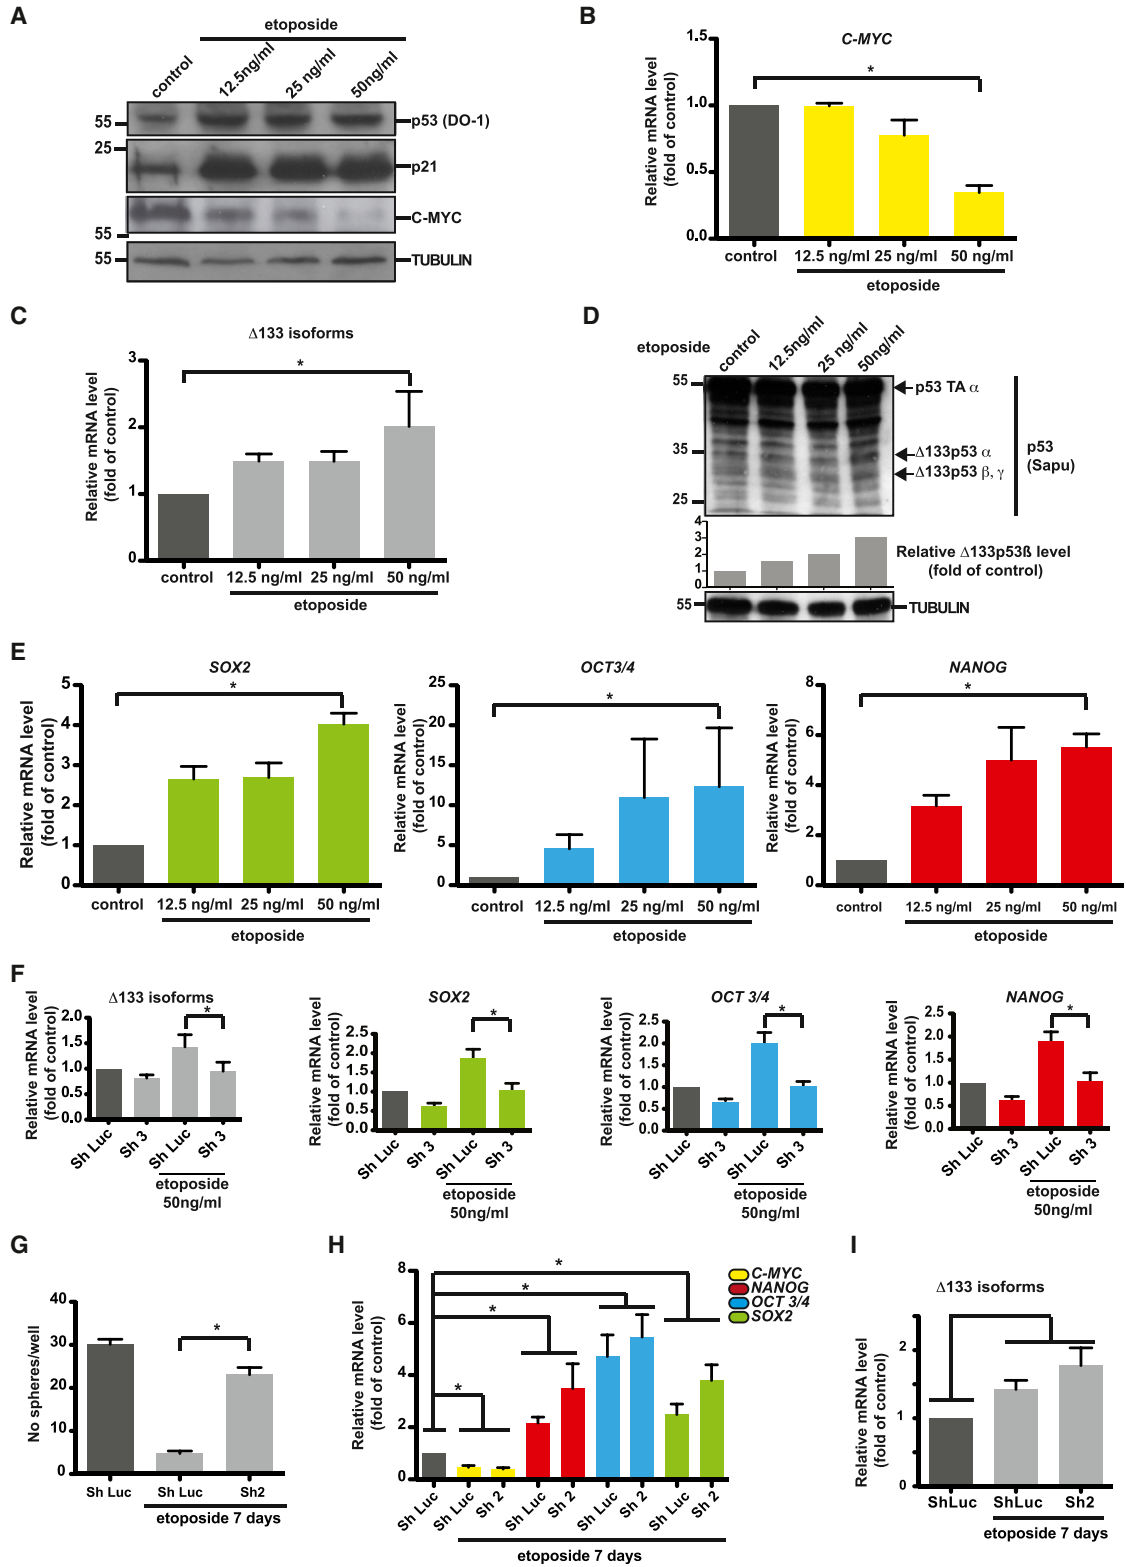 A
etoposide
control
12.5ng/ml
25 ng/ml
50ng/ml
55
p53 (DO-1)
25
p21
C-MYC
55
55
TUBULIN
B
C-MYC
*
Relative mRNA level
(fold of control)
1.5
1.0
0.5
0.0
control
12.5 ng/ml
25 ng/ml
50 ng/ml
etoposide
C
Δ133 isoforms
*
Relative mRNA level
(fold of control)
3
2
1
0
control
12.5 ng/ml
25 ng/ml
50 ng/ml
etoposide
D
etoposide
control
12.5ng/ml
25 ng/ml
50ng/ml
55
p53 TA α
35
Δ133p53 α
Δ133p53 β, γ
25
p53
(Sapu)
4
3
2
1
0
Relative Δ133p53ß level
(fold of control)
55
TUBULIN
E
SOX2
*
Relative mRNA level
(fold of control)
5
4
3
2
1
0
control
12.5 ng/ml
25 ng/ml
50 ng/ml
etoposide
OCT3/4
*
Relative mRNA level
(fold of control)
25
20
15
10
5
0
control
12.5 ng/ml
25 ng/ml
50 ng/ml
etoposide
NANOG
*
Relative mRNA level
(fold of control)
8
6
4
2
0
control
12.5 ng/ml
25 ng/ml
50 ng/ml
etoposide
F
Δ133 isoforms
*
Relative mRNA level
(fold of control)
2.0
1.5
1.0
0.5
0
Sh Luc
Sh 3
Sh Luc
Sh 3
etoposide
50ng/ml
SOX2
*
Relative mRNA level
(fold of control)
2.5
2.0
1.5
1.0
0.5
0.0
Sh Luc
Sh 3
Sh Luc
Sh 3
etoposide
50ng/ml
OCT 3/4
*
Relative mRNA level
(fold of control)
2.5
2.0
1.5
1.0
0.5
0.0
Sh Luc
Sh 3
Sh Luc
Sh 3
etoposide
50ng/ml
NANOG
*
Relative mRNA level
(fold of control)
2.5
2.0
1.5
1.0
0.5
0.0
Sh Luc
Sh 3
Sh Luc
Sh 3
etoposide
50ng/ml
G
*
No spheres/well
40
30
20
10
0
Sh Luc
Sh Luc
Sh2
etoposide 7 days
H
C-MYC
NANOG
OCT 3/4
SOX2
*
*
*
*
Relative mRNA level
(fold of control)
8
6
4
2
0
Sh Luc
Sh Luc
Sh 2
Sh Luc
Sh 2
Sh Luc
Sh 2
Sh Luc
Sh 2
etoposide 7 days
I
Δ133 isoforms
Relative mRNA level
(fold of control)
2
1
0
ShLuc
ShLuc
Sh2
etoposide 7 days